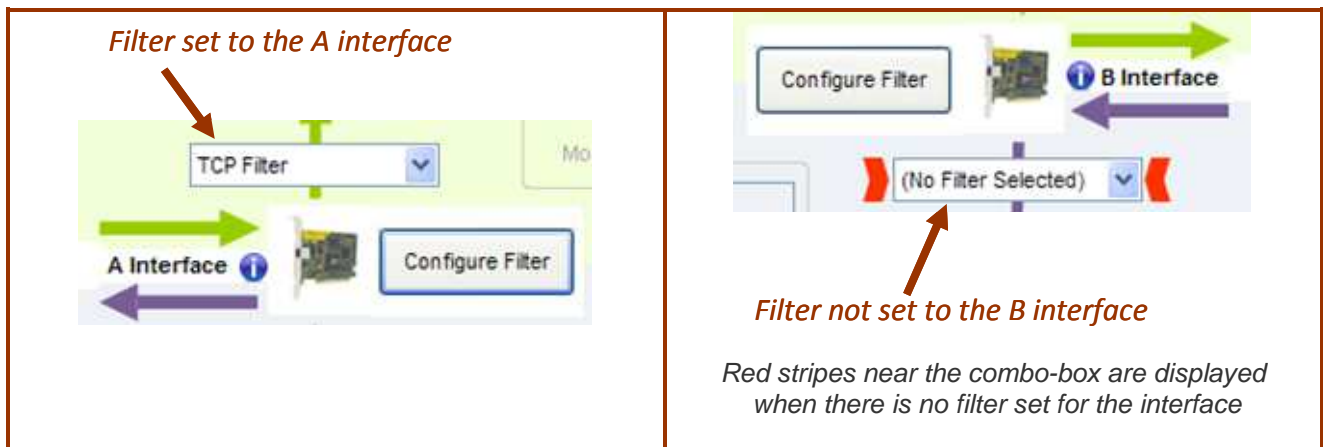 Filter set to the A interface
TCP Filter
Mo
A Interface
Configure Filter
Configure Filter
B Interface
(No Filter Selected)
Filter not set to the B interface
Red stripes near the combo-box are displayed
when there is no filter set for the interface